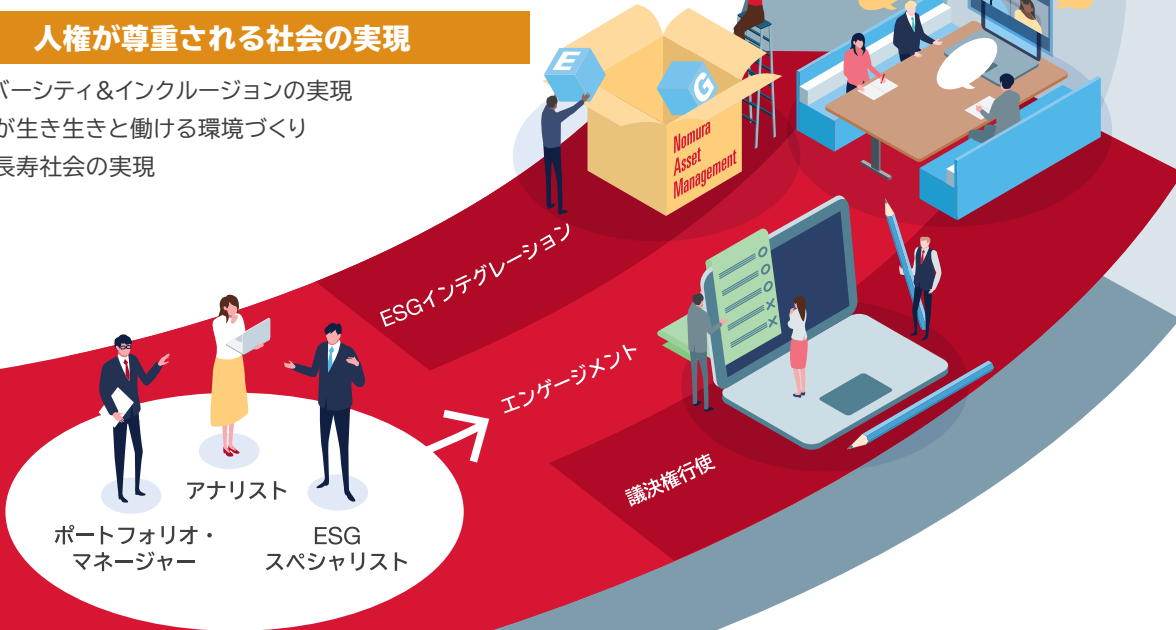 人権が尊重される社会の実現
バーシティ&インクルージョンの実現
が生き生きと働ける環境づくり
長寿社会の実現
E
G
Nomura
Asset
Management
ESGインテグレーション
エンゲージメント
議決権行使
アナリスト
ポートフォリオ・
マネージャー
ESG
スペシャリスト